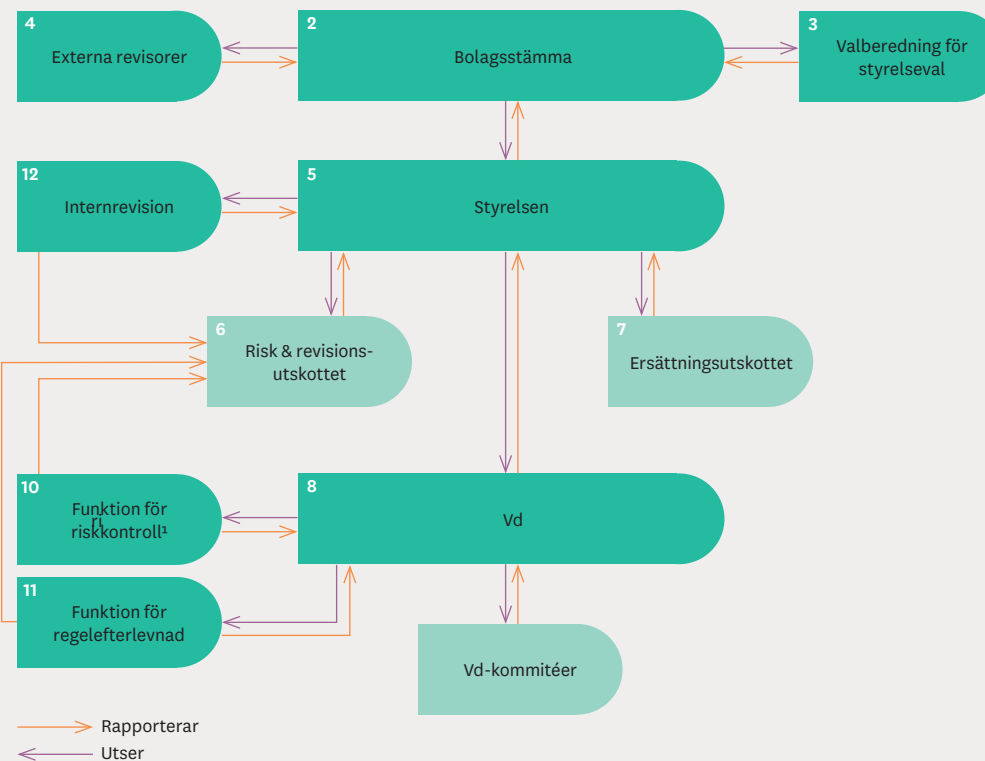 4
Externa revisorer
2
Bolagsstämma
3
Valberedning för
styrelseval
12
Internrevision
5
Styrelsen
6
Risk & revisions-
utskottet
7
Ersättningsutskottet
10
Funktion för
ri
riskkontroll¹
8
Vd
11
Funktion för
regelefterlevnad
Vd-kommitéer
Rapporterar
Utser